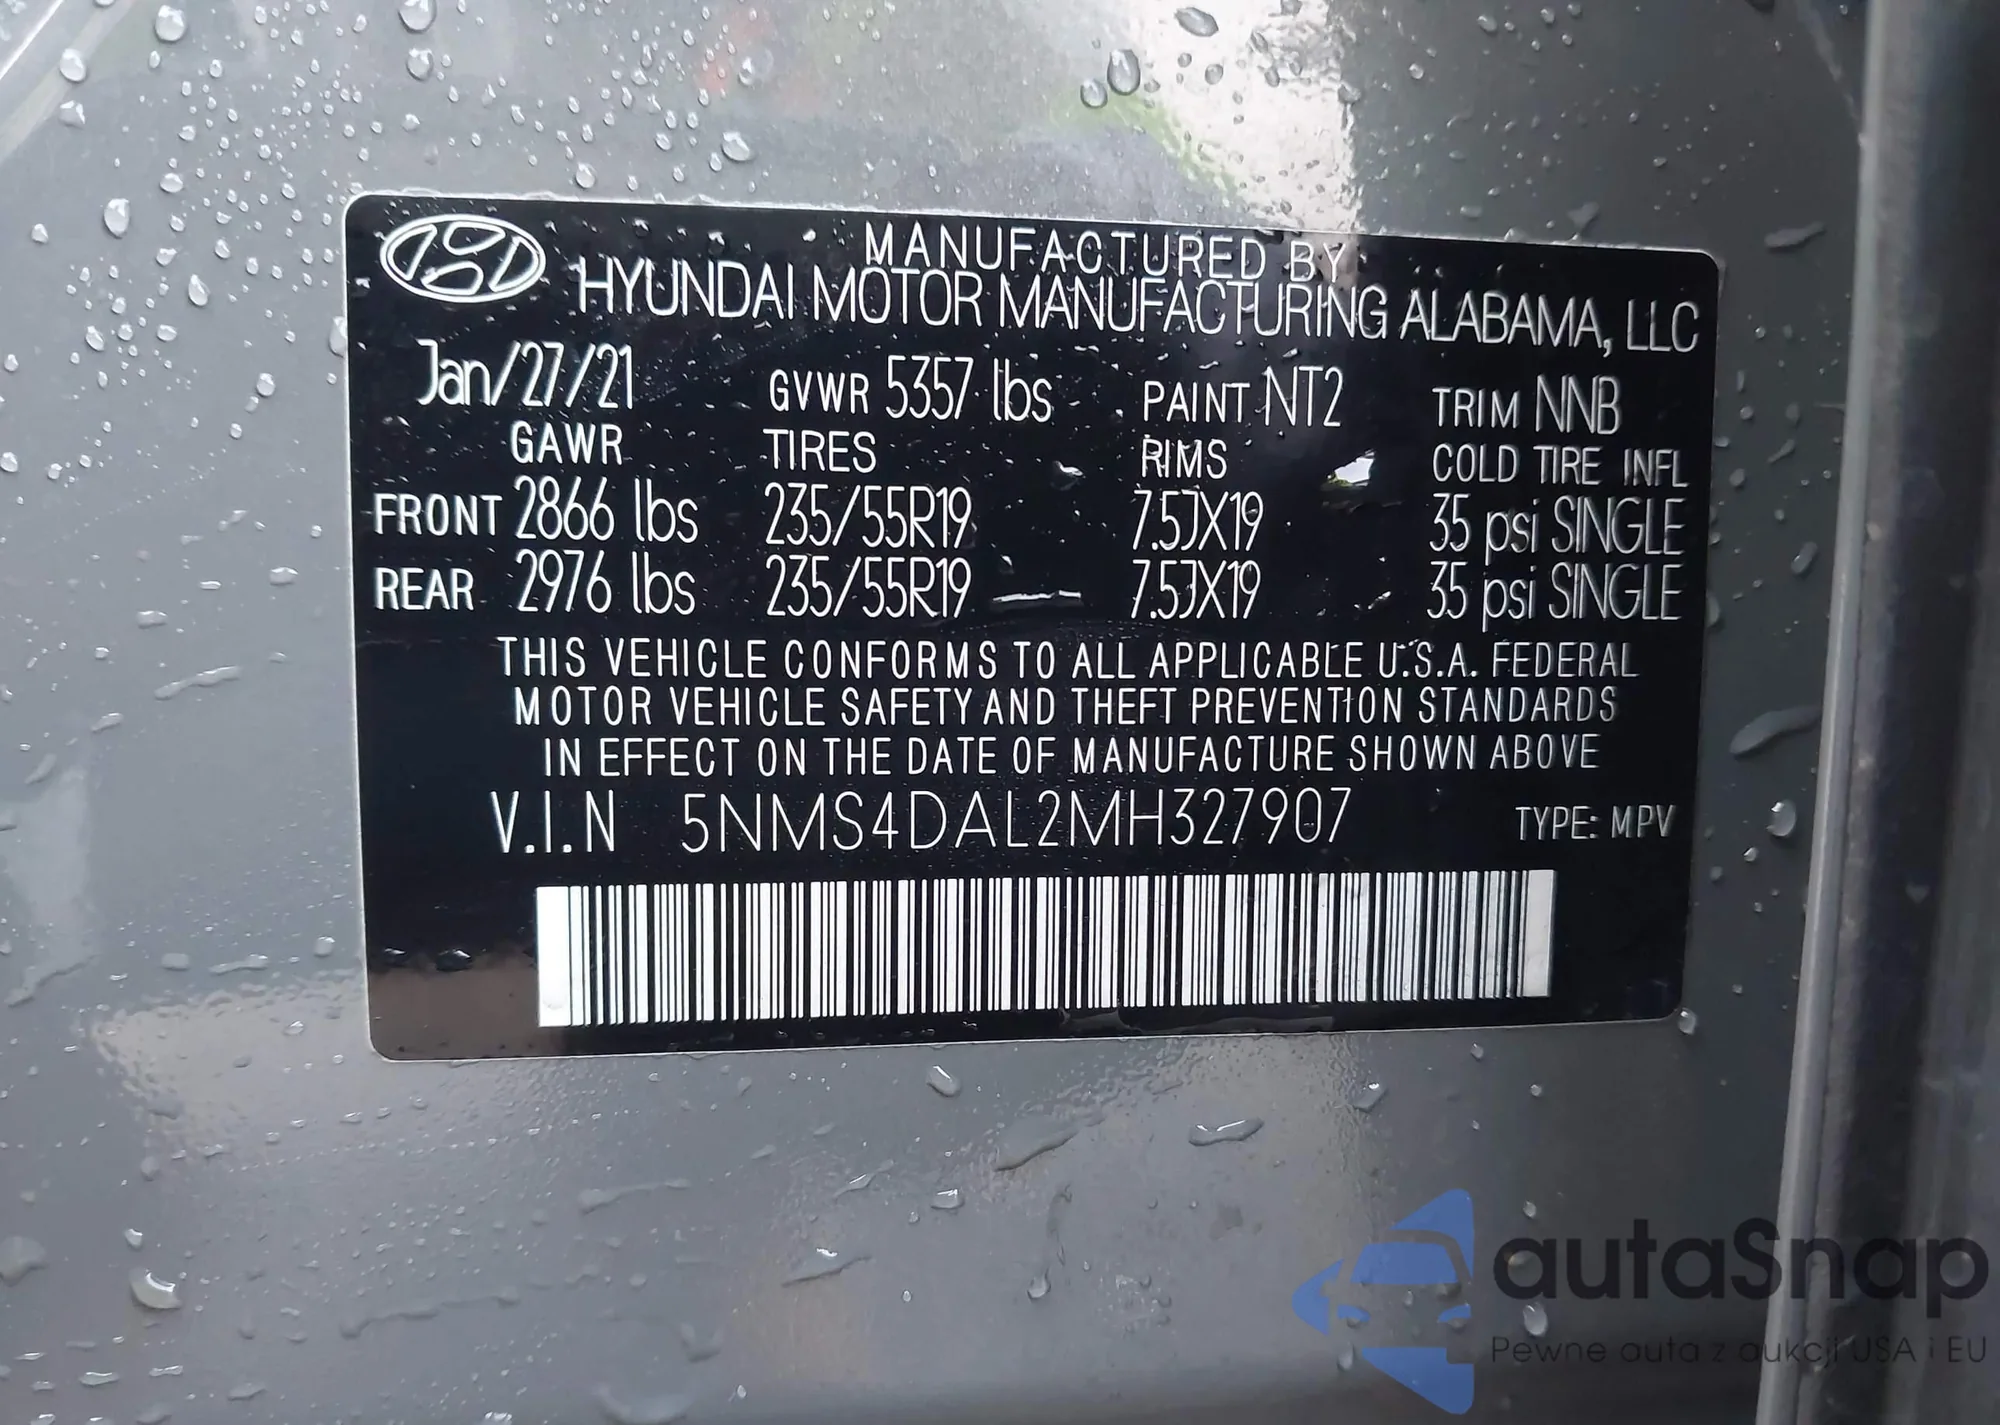 MANUFACTURED BY
HYUNDAI MOTOR MANUFACTURING ALABAMA, LLC
Jan/27/21 GVWR 5357 lbs PAINT NT2 TRIM NNB
GAWR TIRES RIMS COLD TIRE INFL
FRONT 2866 lbs 235/55R19 7.5JX19 35 psi SINGLE
REAR 2976 lbs 235/55R19 7.5JX19 35 psi SINGLE
THIS VEHICLE CONFORMS TO ALL APPLICABLE U.S.A. FEDERAL
MOTOR VEHICLE SAFETY AND THEFT PREVENTION STANDARDS
IN EFFECT ON THE DATE OF MANUFACTURE SHOWN ABOVE
V.I.N 5NMS4DAL2MH327907 TYPE: MPV
autaSnap
Pewne auta z aukcji USA i EU